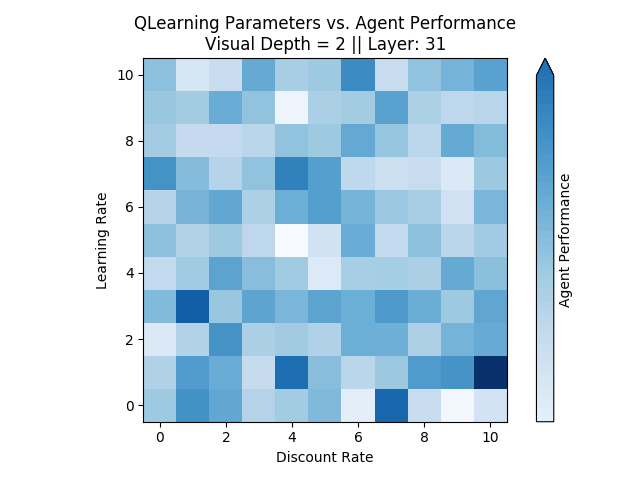 QLearning Parameters vs. Agent Performance
Visual Depth = 2 || Layer: 31
10
8
6
4
2
0
Learning Rate
0 2 4 6 8 10
Discount Rate
Agent Performance